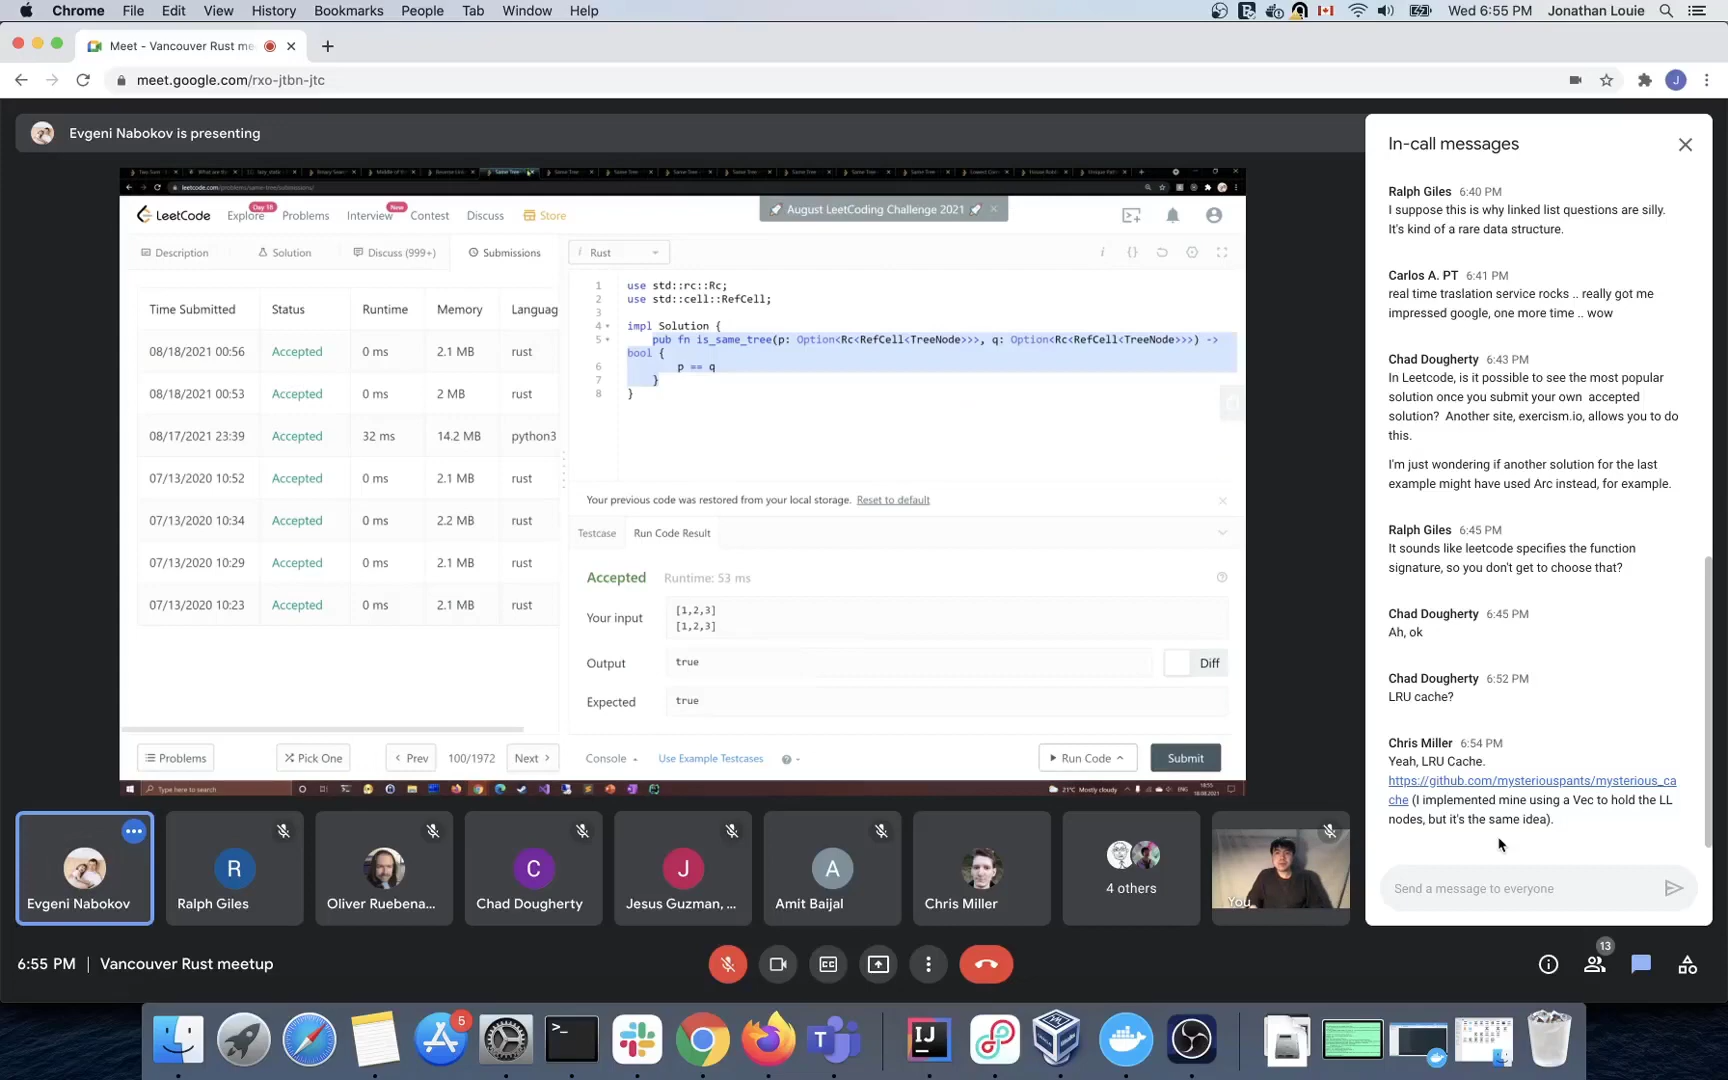 Chrome File Edit View History Bookmarks People Tab Window Help
Wed 6:55 PM Jonathan Louie
Meet - Vancouver Rust me
meet.google.com/rxo-jtbn-jtc
J
Evgeni Nabokov is presenting
leetcode.com/problems/same-tree/submissions/
LeetCode Explore Day 18 Problems Interview New Contest Discuss Store
August LeetCoding Challenge 2021
Description Solution Discuss (999+) Submissions
Time Submitted Status Runtime Memory Languag
08/18/2021 00:56 Accepted 0 ms 2.1 MB rust
08/18/2021 00:53 Accepted 0 ms 2 MB rust
08/17/2021 23:39 Accepted 32 ms 14.2 MB python3
07/13/2020 10:52 Accepted 0 ms 2.1 MB rust
07/13/2020 10:34 Accepted 0 ms 2.2 MB rust
07/13/2020 10:29 Accepted 0 ms 2.1 MB rust
07/13/2020 10:23 Accepted 0 ms 2.1 MB rust
i Rust
1 use std::rc::Rc;
2 use std::cell::RefCell;
3
4 impl Solution {
5 pub fn is_same_tree(p: Option<Rc<RefCell<TreeNode>>>, q: Option<Rc<RefCell<TreeNode>>>) ->
bool {
6 p == q
7 }
8 }
Your previous code was restored from your local storage. Reset to default
Testcase Run Code Result
Accepted Runtime: 53 ms
Your input [1,2,3]
[1,2,3]
Output true Diff
Expected true
Problems Pick One Prev 100/1972 Next Console Use Example Testcases Run Code Submit
Type here to search
21°C Mostly cloudy
In-call messages
Ralph Giles 6:40 PM
I suppose this is why linked list questions are silly.
It's kind of a rare data structure.
Carlos A. PT 6:41 PM
real time traslation service rocks .. really got me
impressed google, one more time .. wow
Chad Dougherty 6:43 PM
In Leetcode, is it possible to see the most popular
solution once you submit your own accepted
solution? Another site, exercism.io, allows you to do
this.
I'm just wondering if another solution for the last
example might have used Arc instead, for example.
Ralph Giles 6:45 PM
It sounds like leetcode specifies the function
signature, so you don't get to choose that?
Chad Dougherty 6:45 PM
Ah, ok
Chad Dougherty 6:52 PM
LRU cache?
Chris Miller 6:54 PM
Yeah, LRU Cache.
https://github.com/mysteriouspants/mysterious_ca
che (I implemented mine using a Vec to hold the LL
nodes, but it's the same idea).
Send a message to everyone
R C J A
Evgeni Nabokov Ralph Giles Oliver Ruebena... Chad Dougherty Jesus Guzman, ... Amit Baijal Chris Miller 4 others You
6:55 PM | Vancouver Rust meetup
CC
13
5
IJ